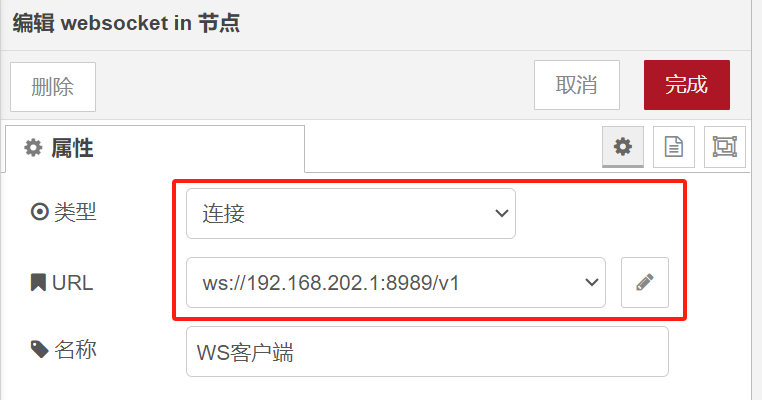 编辑 websocket in 节点
删除
取消
完成
属性
类型
连接
URL
ws://192.168.202.1:8989/v1
名称
WS客户端